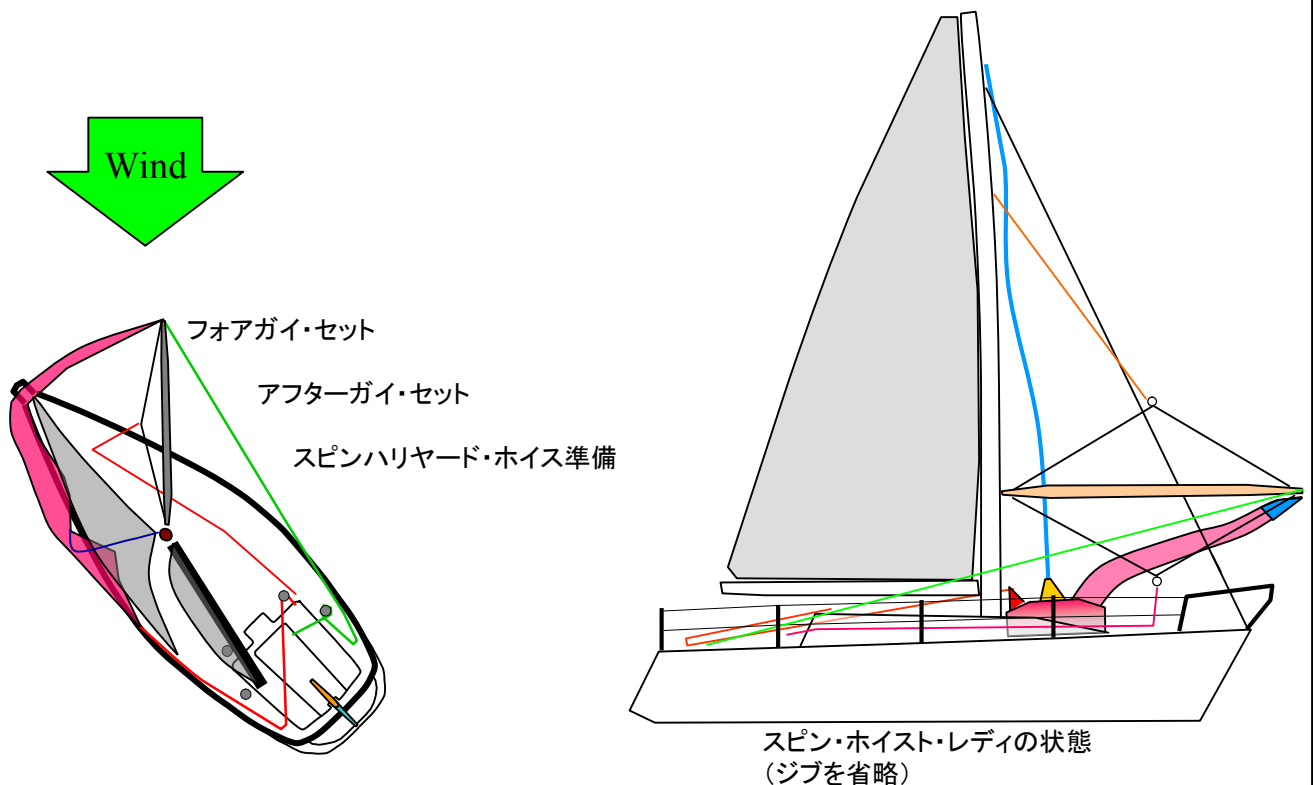 Wind
フォアガイ・セット
アフターガイ・セット
スピンハリヤード・ホイス準備
スピン・ホイスト・レディの状態
（ジブを省略）